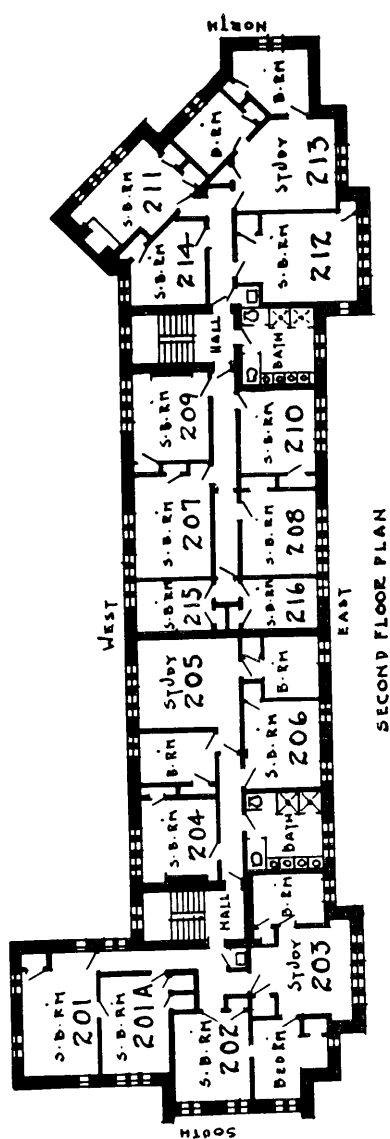 NORTH
B.RM
B.RM
S.B.RM
211
STUDY
213
S.B.RM
214
S.B.RM
212
HALL
BATH
S.B.RM
209
S.B.RM
210
S.B.RM
207
S.B.RM
208
S.B.RM
215
S.B.RM
216
WEST
EAST
STUDY
205
B.RM
B.RM
S.B.RM
206
S.B.RM
204
BATH
HALL
B.RM
S.B.RM
201
S.B.RM
201A
S.B.RM
202
STUDY
203
BEDRM
SOUTH
SECOND FLOOR PLAN